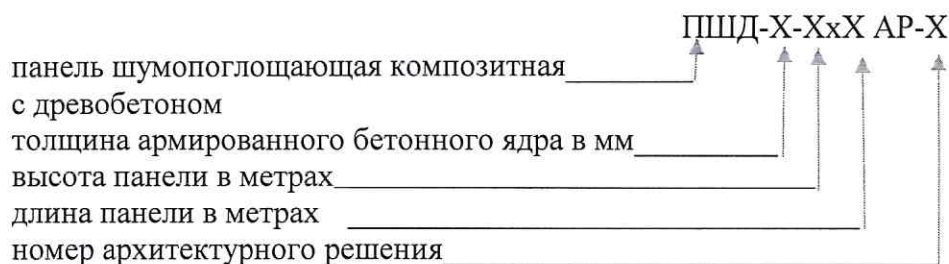 ПШД-Х-ХхХ АР-Х
панель шумопоглощающая композитная
с древобетоном
толщина армированного бетонного ядра в мм
высота панели в метрах
длина панели в метрах
номер архитектурного решения